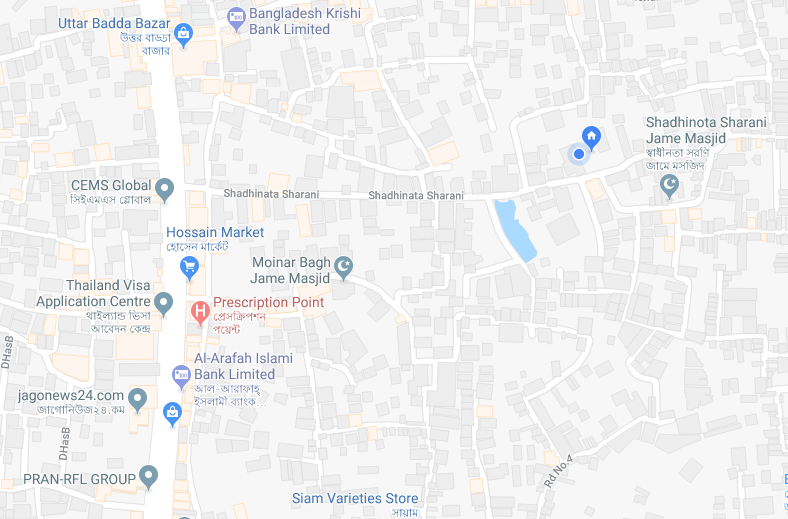 Uttar Badda Bazar
উত্তর বাড্ডা
বাজার
Bangladesh Krishi
Bank Limited
Shadhinota Sharani
Jame Masjid
স্বাধীনতা সরণি
জামে মসজিদ
CEMS Global
সিইএমএস গ্লোবাল
Shadhinata Sharani
Shadhinata Sharani
Hossain Market
হোসেন মার্কেট
Moinar Bagh
Jame Masjid
Thailand Visa
Application Centre
থাইল্যান্ড ভিসা
আবেদন কেন্দ্র
Prescription Point
প্রেসক্রিপশন
পয়েন্ট
DHasB
Al-Arafah Islami
Bank Limited
আল-আরাফাহ্
ইসলামী ব্যাংক...
jagonews24.com
জাগোনিউজ২৪.কম
DHasB
PRAN-RFL GROUP
Rd No.4
Siam Varieties Store
সায়াম